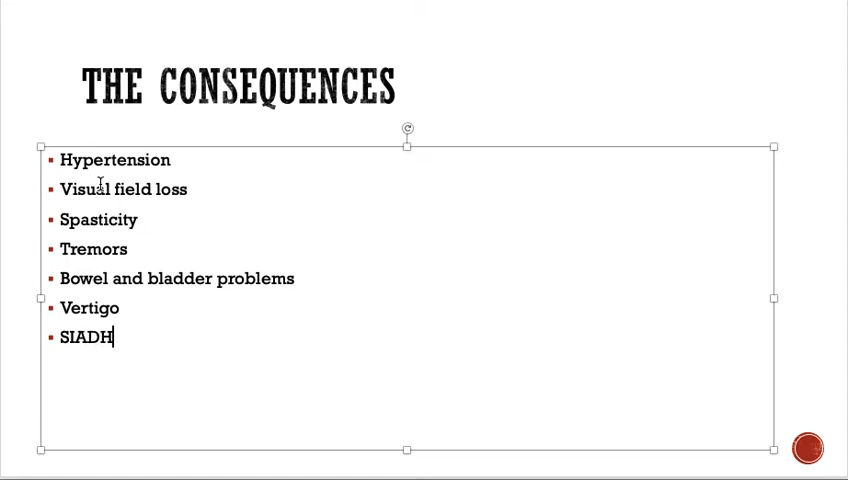 THE CONSEQUENCES
Hypertension
Visual field loss
Spasticity
Tremors
Bowel and bladder problems
Vertigo
SIADH